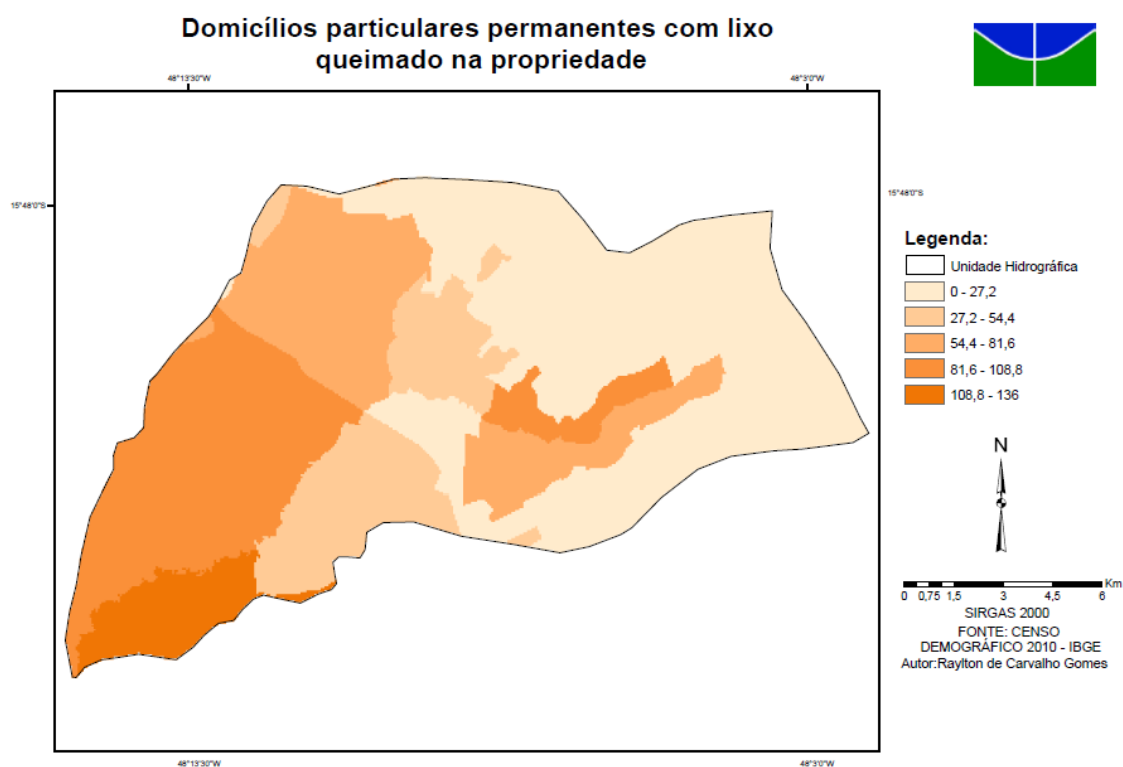 Domicílios particulares permanentes com lixo
queimado na propriedade
48°13'30"W
48°3'0"W
15°48'0"S
15°48'0"S
Legenda:
Unidade Hidrográfica
0 - 27,2
27,2 - 54,4
54,4 - 81,6
81,6 - 108,8
108,8 - 136
N
Km
0 0,75 1,5 3 4,5 6
SIRGAS 2000
FONTE: CENSO
DEMOGRÁFICO 2010 - IBGE
Autor:Raylton de Carvalho Gomes
48°13'30"W
48°3'0"W